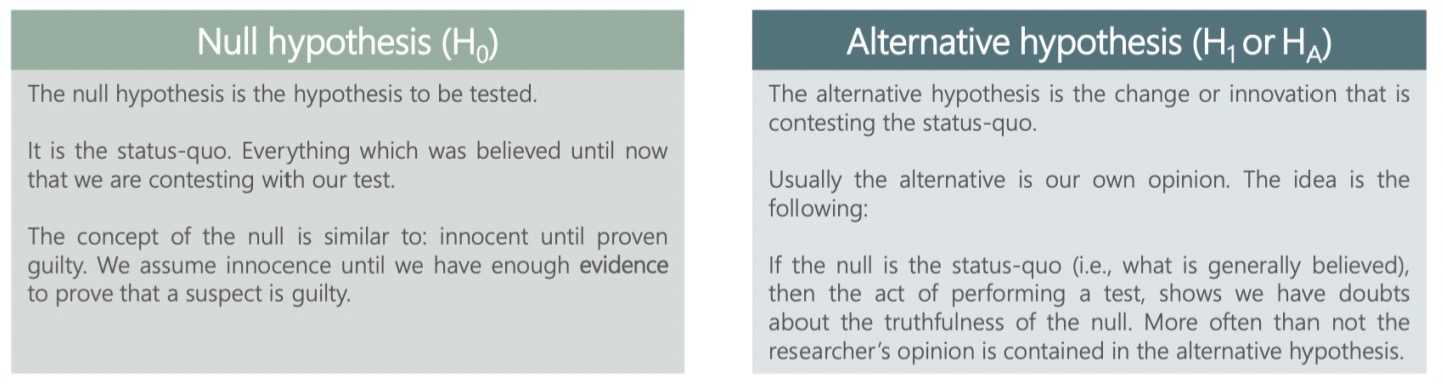 Null hypothesis (H₀)
The null hypothesis is the hypothesis to be tested.
It is the status-quo. Everything which was believed until now
that we are contesting with our test.
The concept of the null is similar to: innocent until proven
guilty. We assume innocence until we have enough evidence
to prove that a suspect is guilty.
Alternative hypothesis (H₁ or Hₐ)
The alternative hypothesis is the change or innovation that is
contesting the status-quo.
Usually the alternative is our own opinion. The idea is the
following:
If the null is the status-quo (i.e., what is generally believed),
then the act of performing a test, shows we have doubts
about the truthfulness of the null. More often than not the
researcher’s opinion is contained in the alternative hypothesis.